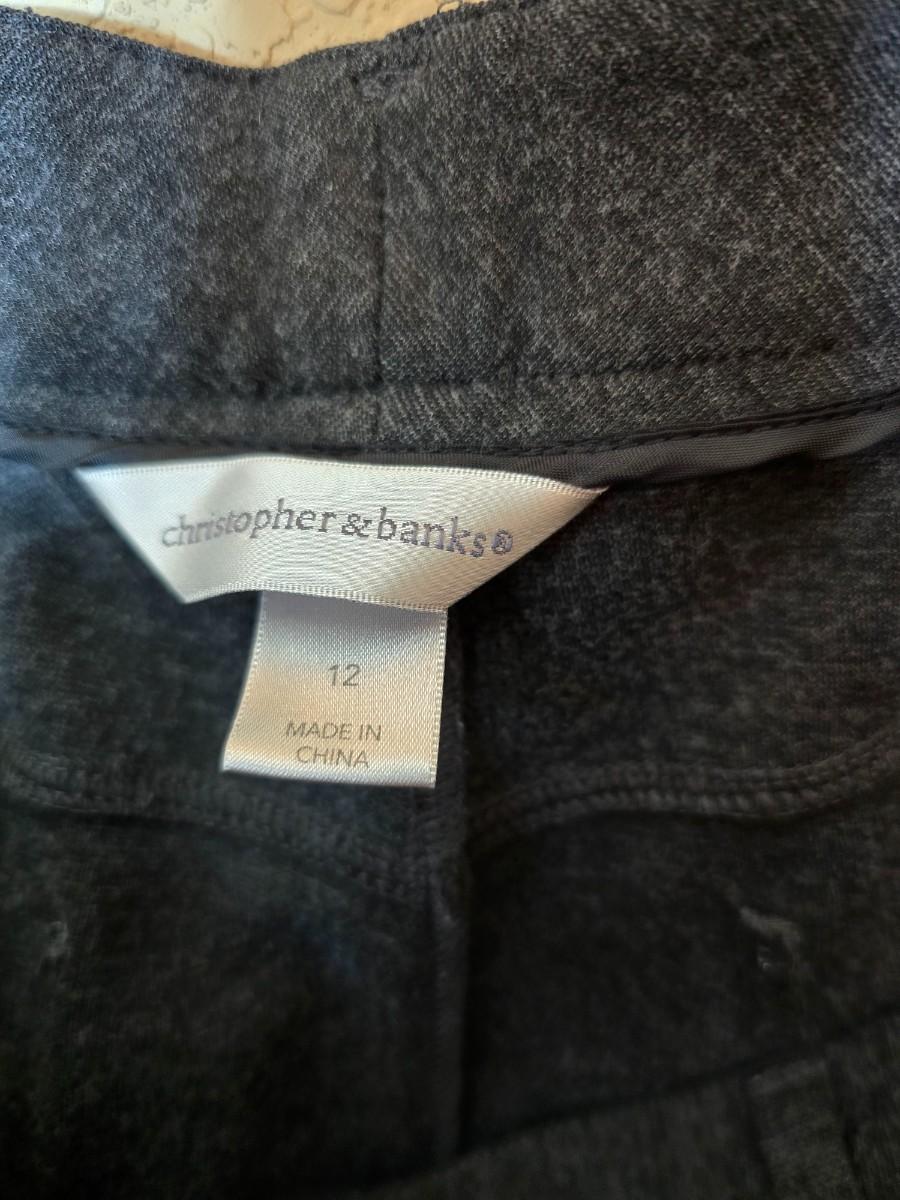 christopher & banks®
12
MADE IN
CHINA